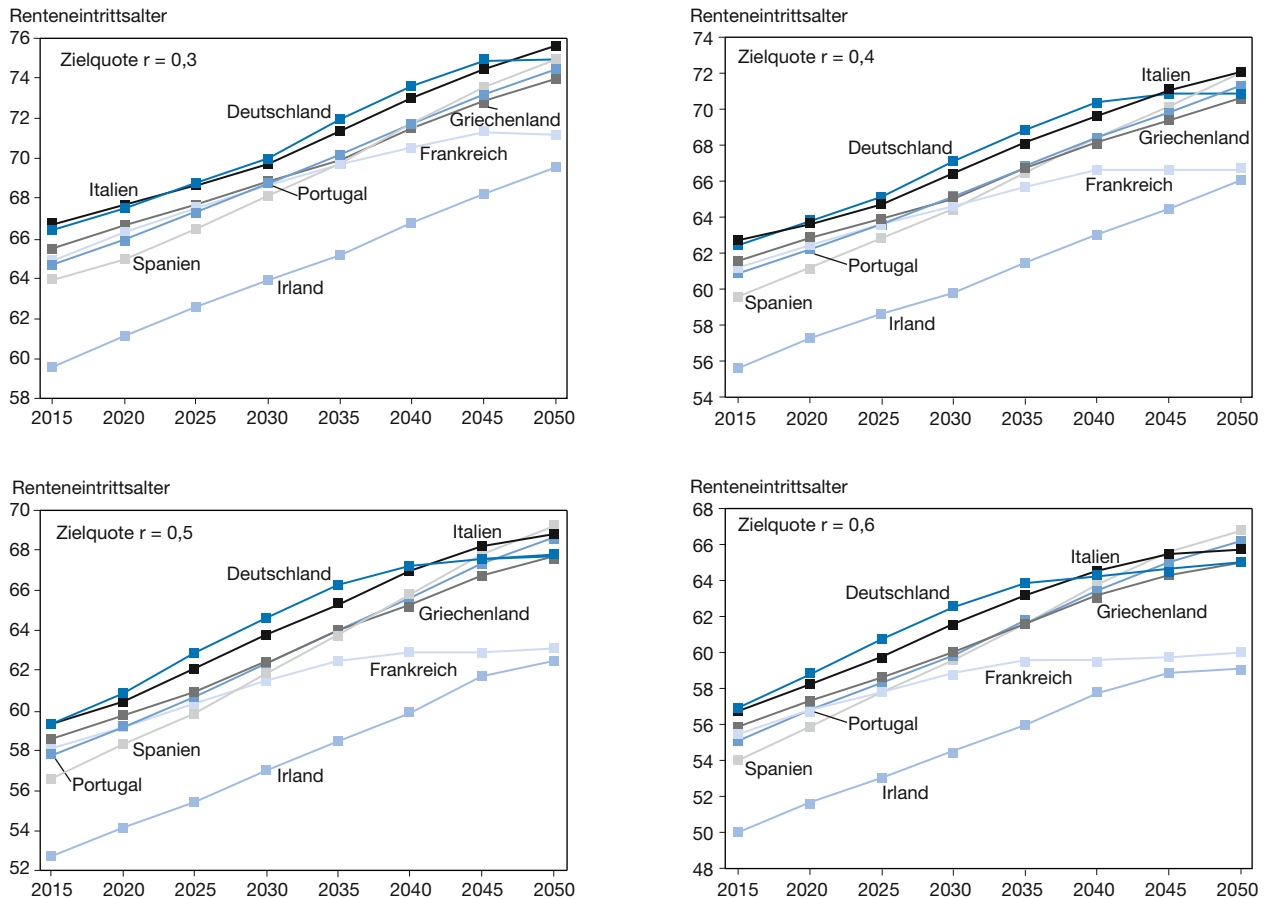 Renteneintrittsalter
76
74
72
70
68
66
64
62
60
58
Zielquote r = 0,3
Deutschland
Italien
Griechenland
Frankreich
Portugal
Spanien
Irland
2015 2020 2025 2030 2035 2040 2045 2050
Renteneintrittsalter
74
72
70
68
66
64
62
60
58
56
54
Zielquote r = 0,4
Italien
Deutschland
Griechenland
Frankreich
Portugal
Spanien
Irland
2015 2020 2025 2030 2035 2040 2045 2050
Renteneintrittsalter
70
68
66
64
62
60
58
56
54
52
Zielquote r = 0,5
Italien
Deutschland
Griechenland
Frankreich
Spanien
Portugal
Irland
2015 2020 2025 2030 2035 2040 2045 2050
Renteneintrittsalter
68
66
64
62
60
58
56
54
52
50
48
Zielquote r = 0,6
Italien
Deutschland
Griechenland
Frankreich
Portugal
Spanien
Irland
2015 2020 2025 2030 2035 2040 2045 2050